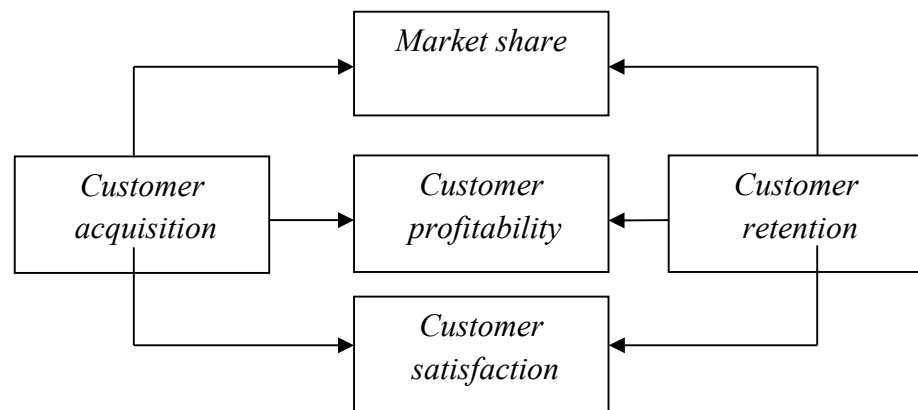 Market share
Customer
acquisition
Customer
profitability
Customer
retention
Customer
satisfaction